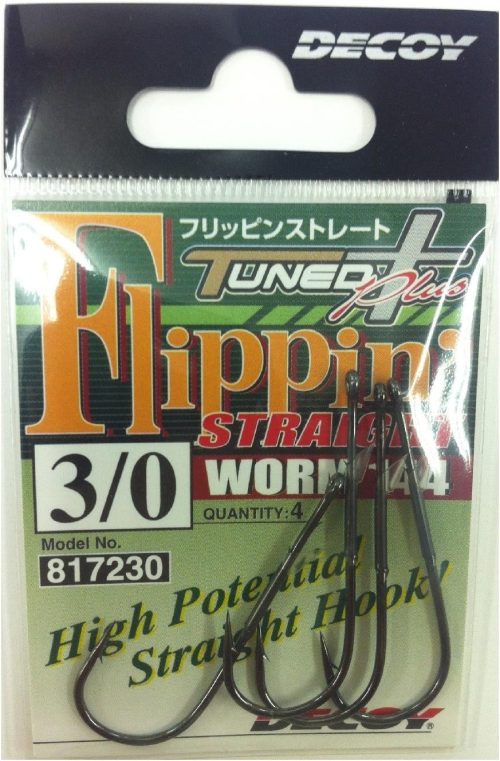 DECOY
フリッピンストレート
TUNED Plus
Flippin'
STRAIGHT
3/0
WORM 144
QUANTITY:4
Model No.
817230
High Potential
Straight Hook!
DECOY®